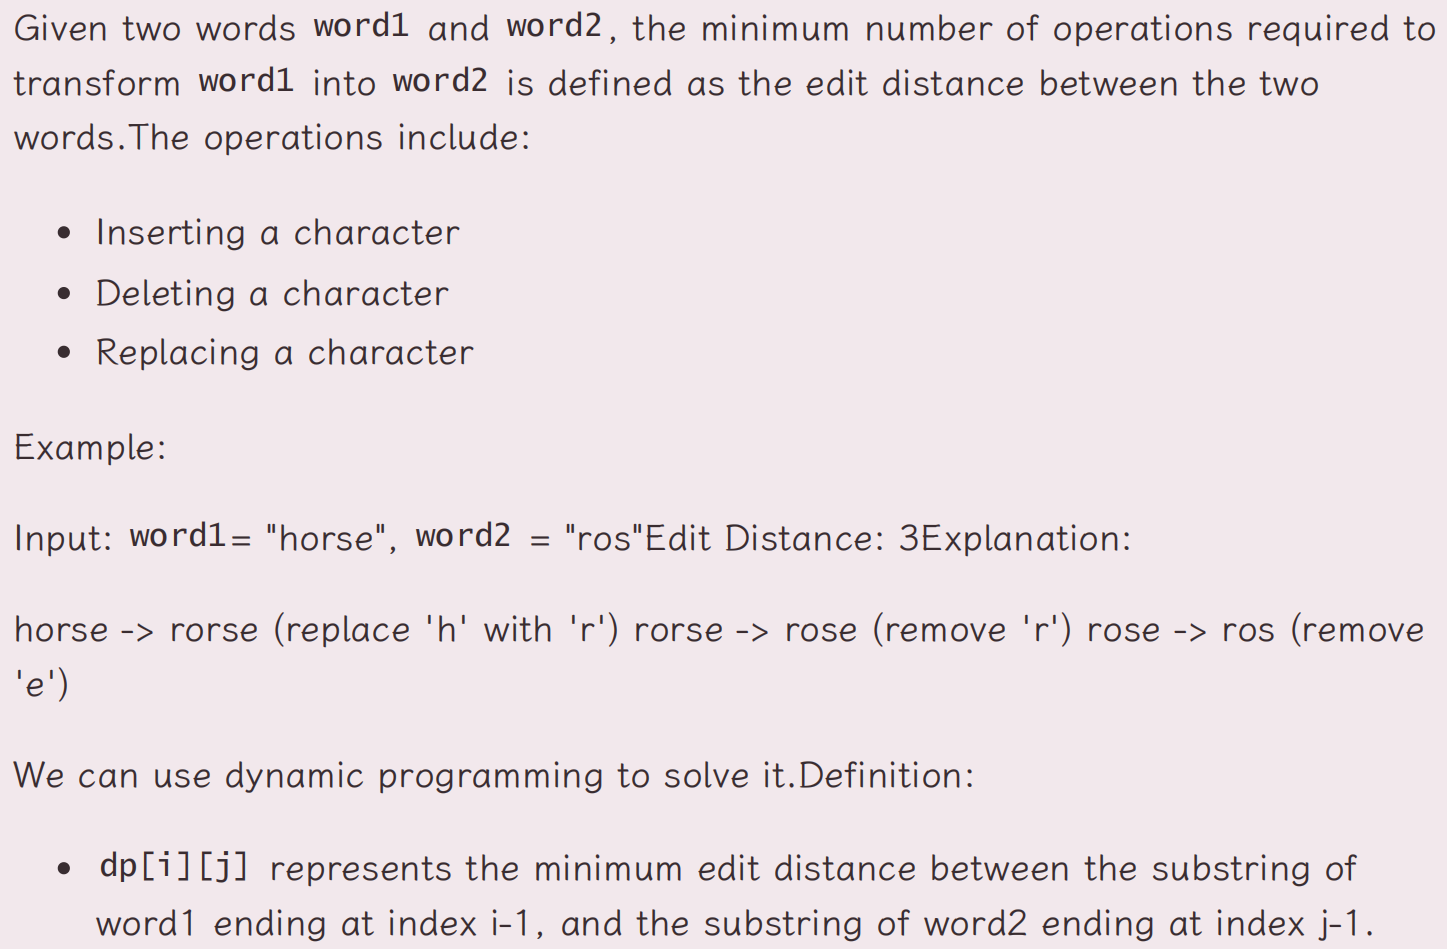 Given two words word1 and word2, the minimum number of operations required to
transform word1 into word2 is defined as the edit distance between the two
words.The operations include:
• Inserting a character
• Deleting a character
• Replacing a character
Example:
Input: word1= "horse", word2 = "ros"Edit Distance: 3Explanation:
horse -> rorse (replace 'h' with 'r') rorse -> rose (remove 'r') rose -> ros (remove
'e')
We can use dynamic programming to solve it.Definition:
• dp[i][j] represents the minimum edit distance between the substring of
word1 ending at index i-1, and the substring of word2 ending at index j-1.